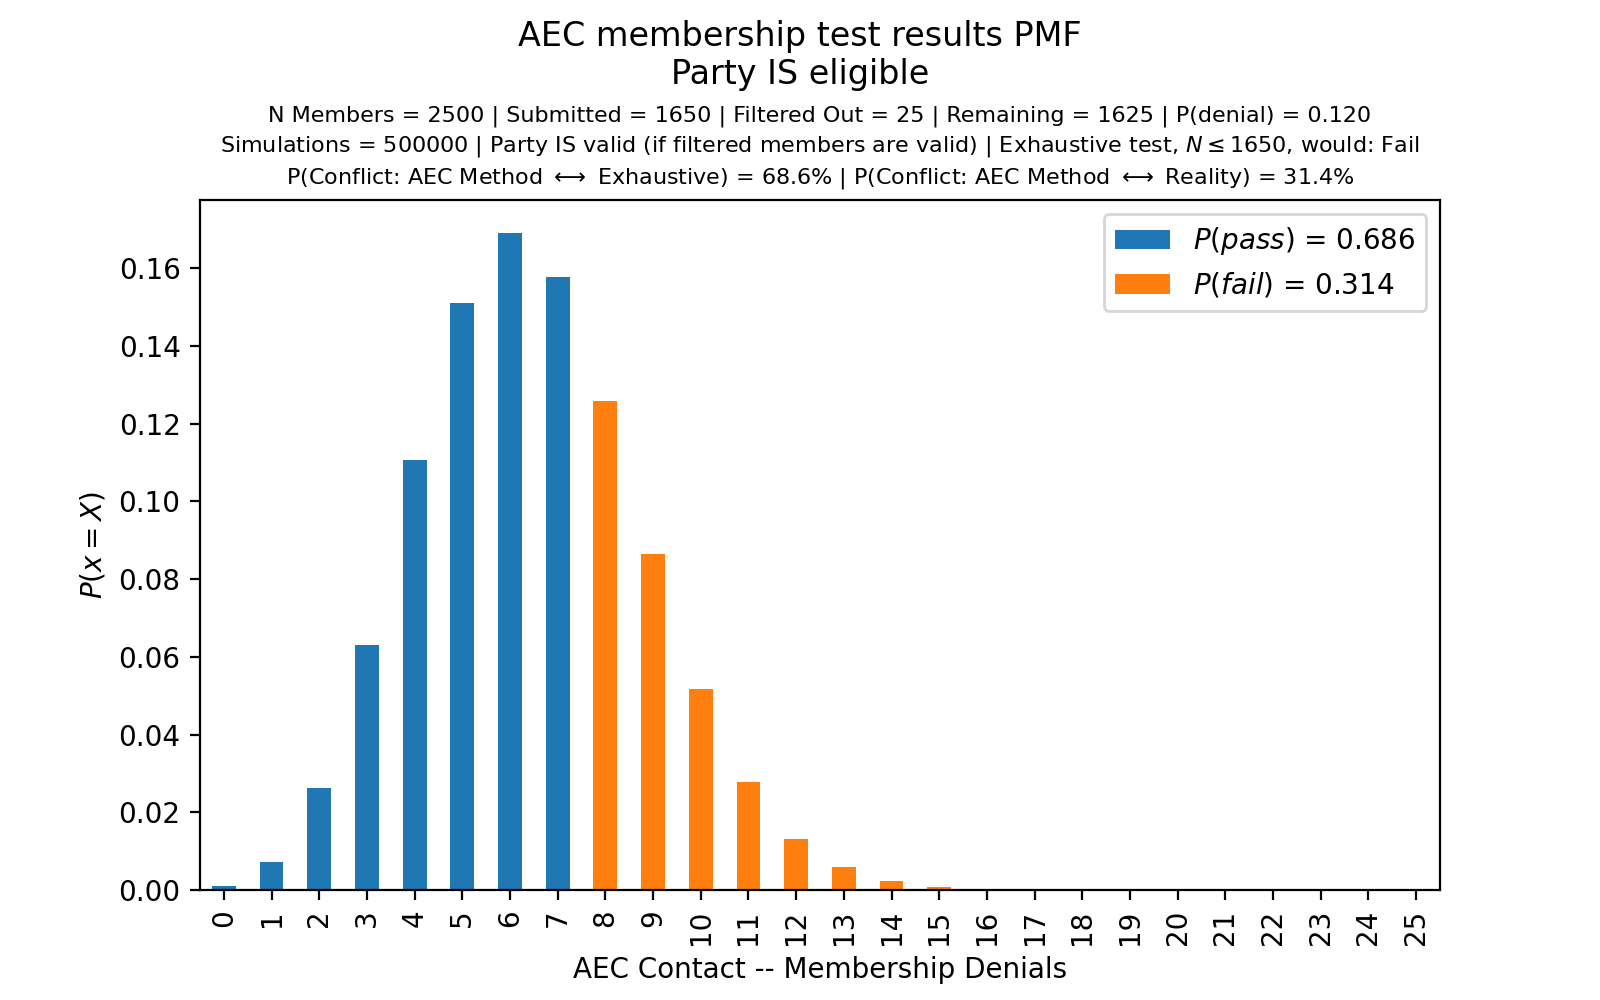 AEC membership test results PMF
Party IS eligible
N Members = 2500 | Submitted = 1650 | Filtered Out = 25 | Remaining = 1625 | P(denial) = 0.120
Simulations = 500000 | Party IS valid (if filtered members are valid) | Exhaustive test, N ≤ 1650, would: Fail
P(Conflict: AEC Method ⟷ Exhaustive) = 68.6% | P(Conflict: AEC Method ⟷ Reality) = 31.4%
P(pass) = 0.686
P(fail) = 0.314
0.16
0.14
0.12
0.10
0.08
0.06
0.04
0.02
0.00
P(x = X)
0 1 2 3 4 5 6 7 8 9 10 11 12 13 14 15 16 17 18 19 20 21 22 23 24 25
AEC Contact -- Membership Denials